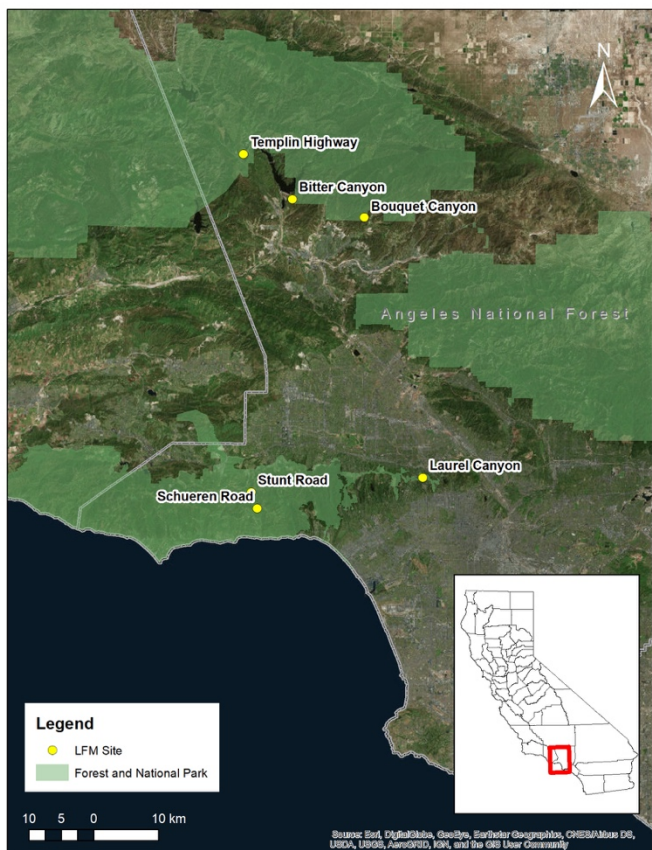 N
Templin Highway
Bitter Canyon
Bouquet Canyon
Angeles National Forest
Laurel Canyon
Stunt Road
Schueren Road
Legend
LFM Site
Forest and National Park
10 5 0 10 km
Source: Esri, DigitalGlobe, GeoEye, Earthstar Geographics, CNES/Airbus DS,
USDA, USGS, AeroGRID, IGN, and the GIS User Community